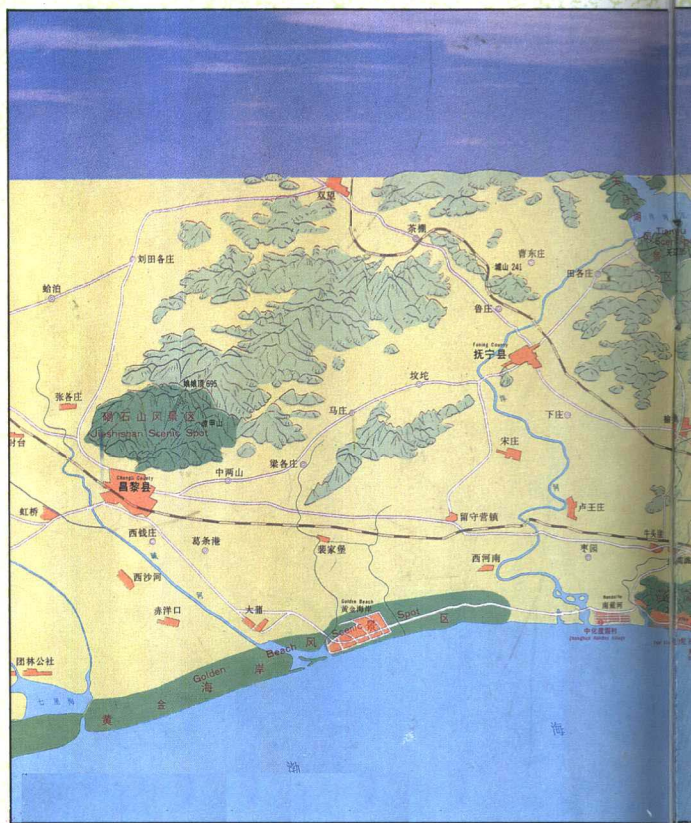 双望
茶棚
曹东庄
城山 241
田各庄
刘田各庄
蛤泊
鲁庄
Funing County
抚宁县
坟坨
娘娘顶 695
张各庄
碣石山风景区
Jieshishan Scenic Spot
马庄
下庄
宋庄
梁各庄
中两山
Changli County
昌黎县
虹桥
留守营镇
卢王庄
西钱庄
葛条港
裴家堡
枣园
西河南
西沙河
赤洋口
大蒲
Golden Beach
黄金海岸
Golden Beach Scenic Spot
黄金海岸风景区
南戴河
团林公社
七里海
渤
海